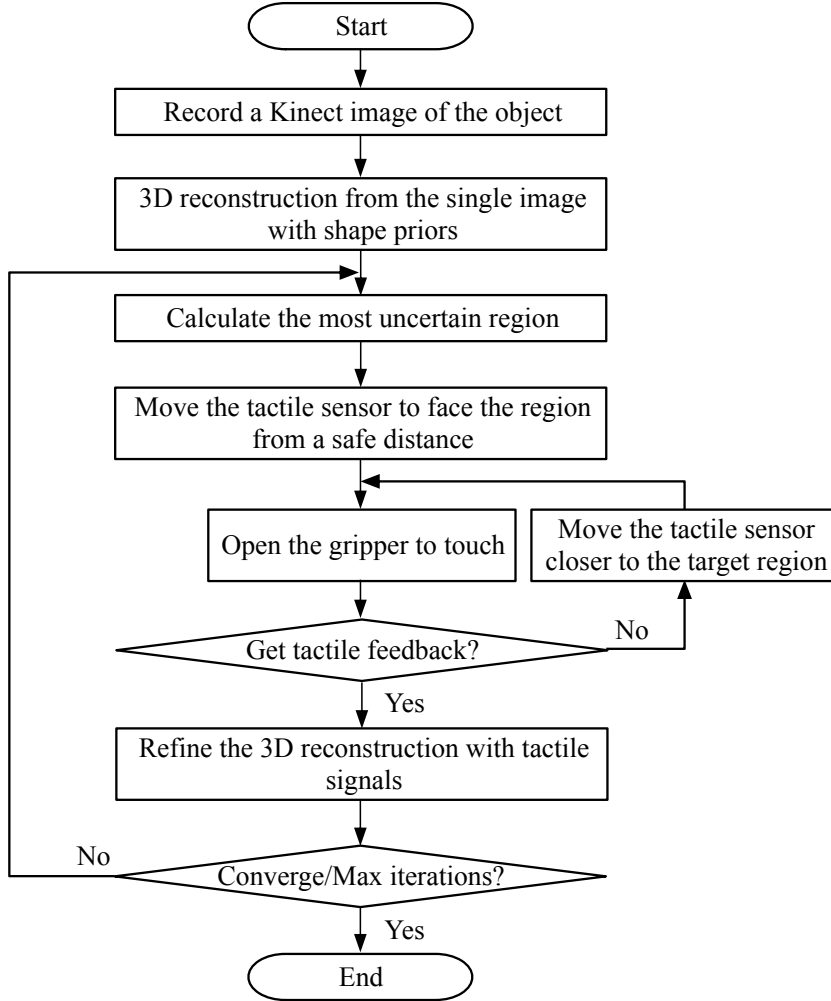 Start
Record a Kinect image of the object
3D reconstruction from the single image
with shape priors
Calculate the most uncertain region
Move the tactile sensor to face the region
from a safe distance
Open the gripper to touch
Move the tactile sensor
closer to the target region
Get tactile feedback?
No
Yes
Refine the 3D reconstruction with tactile
signals
No
Converge/Max iterations?
Yes
End